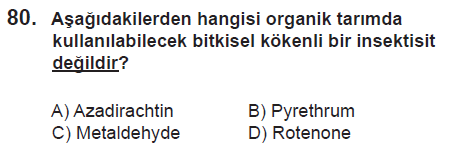 80. Aşağıdakilerden hangisi organik tarımda
kullanılabilecek bitkisel kökenli bir insektisit
değildir?
A) Azadirachtin B) Pyrethrum
C) Metaldehyde D) Rotenone